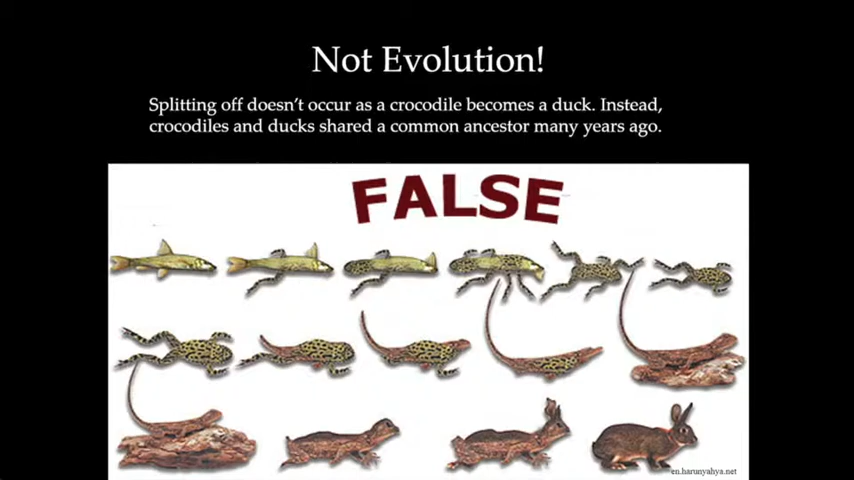 Not Evolution!
Splitting off doesn't occur as a crocodile becomes a duck. Instead,
crocodiles and ducks shared a common ancestor many years ago.
FALSE
en.harunyahya.net